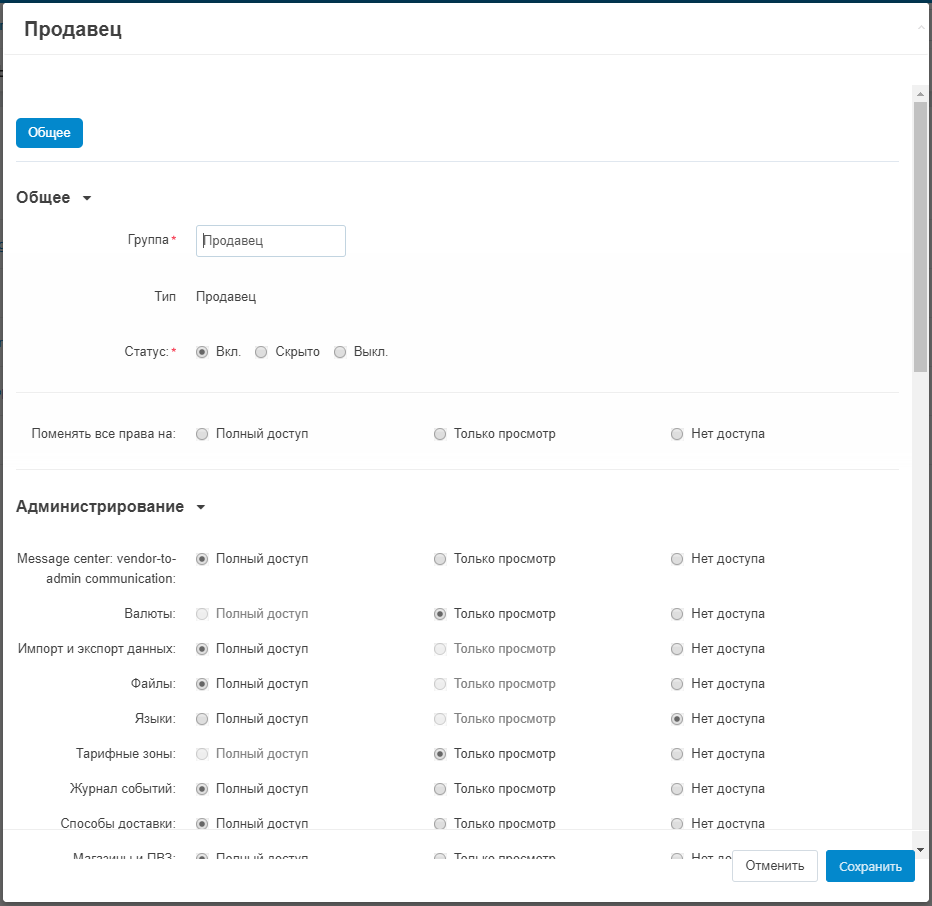 Продавец
Общее
Общее
Группа*
Продавец
Тип Продавец
Статус:* Вкл. Скрыто Выкл.
Поменять все права на: Полный доступ Только просмотр Нет доступа
Администрирование
Message center: vendor-to-
admin communication: Полный доступ Только просмотр Нет доступа
Валюты: Полный доступ Только просмотр Нет доступа
Импорт и экспорт данных: Полный доступ Только просмотр Нет доступа
Файлы: Полный доступ Только просмотр Нет доступа
Языки: Полный доступ Только просмотр Нет доступа
Тарифные зоны: Полный доступ Только просмотр Нет доступа
Журнал событий: Полный доступ Только просмотр Нет доступа
Способы доставки: Полный доступ Только просмотр Нет доступа
Магазины и ПВЗ: Полный доступ Только просмотр Нет
Отменить Сохранить